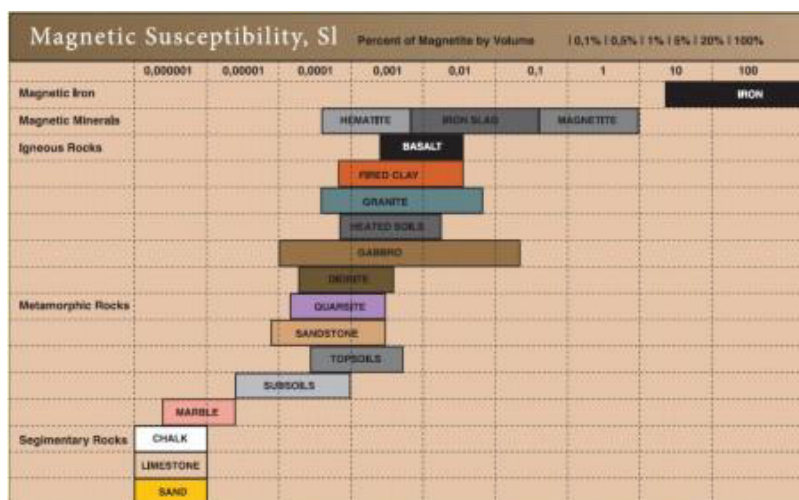 Magnetic Susceptibility, Sl Percent of Magnetite by Volume | 0,1% | 0,5% | 1% | 5% | 20% | 100%
0,000001 0,00001 0,0001 0,001 0,01 0,1 1 10 100
Magnetic Iron IRON
Magnetic Minerals HEMATITE IRON SLAG MAGNETITE
Igneous Rocks BASALT
FIRED CLAY
GRANITE
HEATED SOILS
GABBRO
DIORITE
Metamorphic Rocks QUARSITE
SANDSTONE
TOPSOILS
SUBSOILS
MARBLE
Segimentary Rocks CHALK
LIMESTONE
SAND